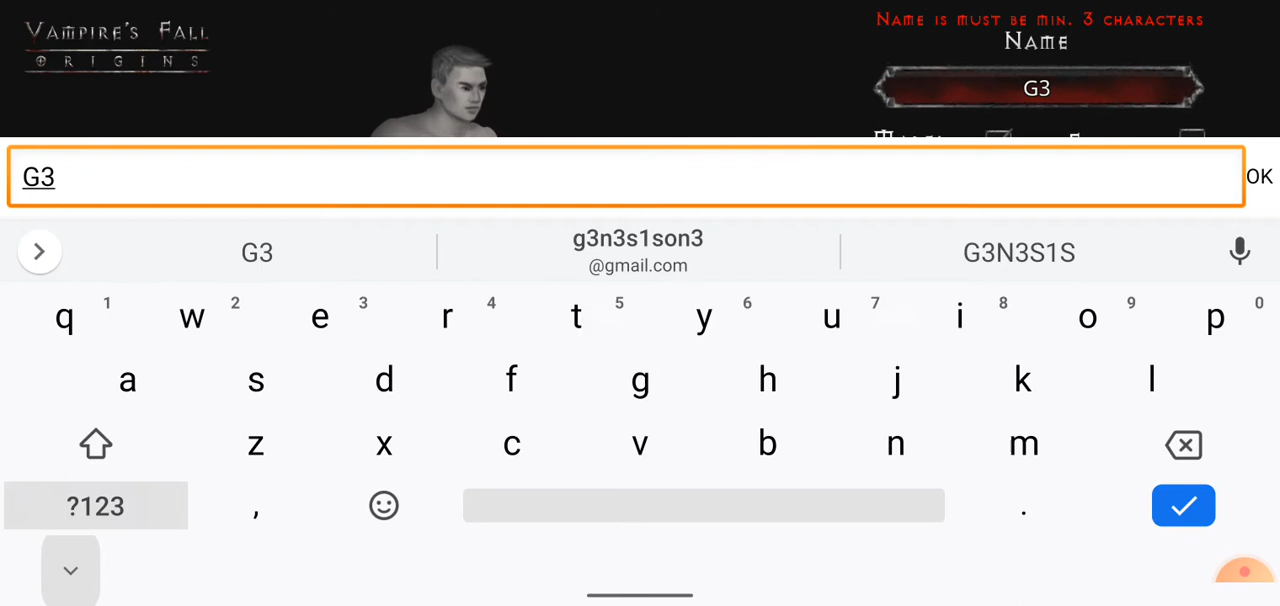 VAMPIRE'S FALL
ORIGINS
NAME IS MUST BE MIN. 3 CHARACTERS
NAME
G3
G3
OK
G3
g3n3s1son3
@gmail.com
G3N3S1S
q 1 w 2 e 3 r 4 t 5 y 6 u 7 i 8 o 9 p 0
a s d f g h j k l
z x c v b n m
?123 , .